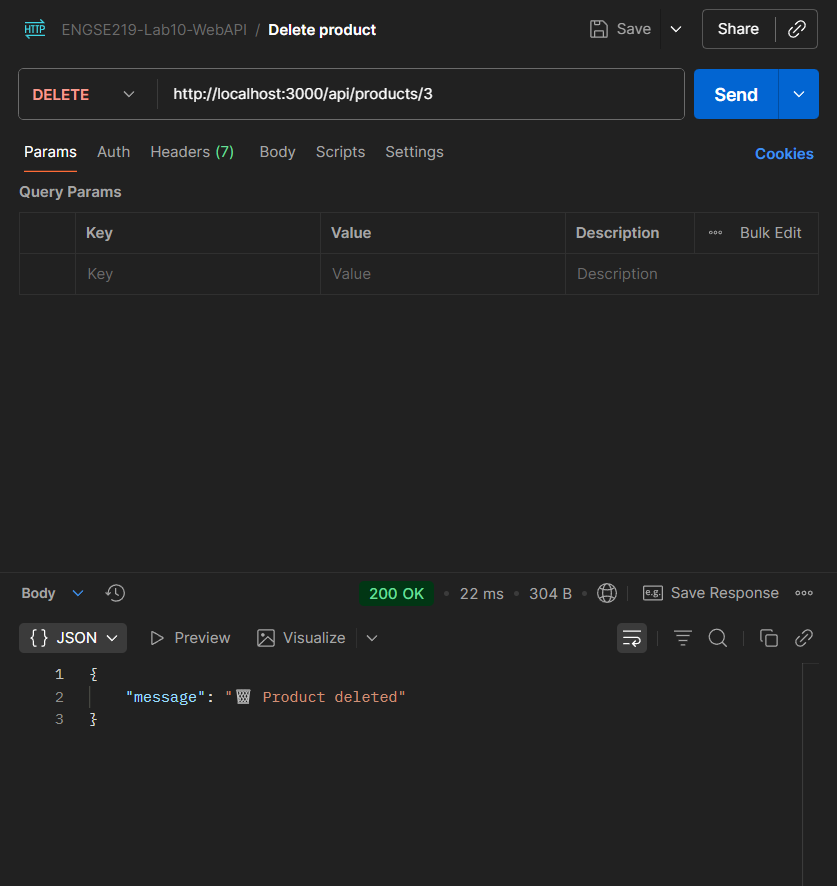 HTTP ENGSE219-Lab10-WebAPI / Delete product Save Share
DELETE http://localhost:3000/api/products/3 Send
Params Auth Headers (7) Body Scripts Settings Cookies
Query Params
Key Value Description Bulk Edit
Key Value Description
Body 200 OK 22 ms 304 B e.g. Save Response
{} JSON Preview Visualize
1 {
2 "message": "🗑️ Product deleted"
3 }